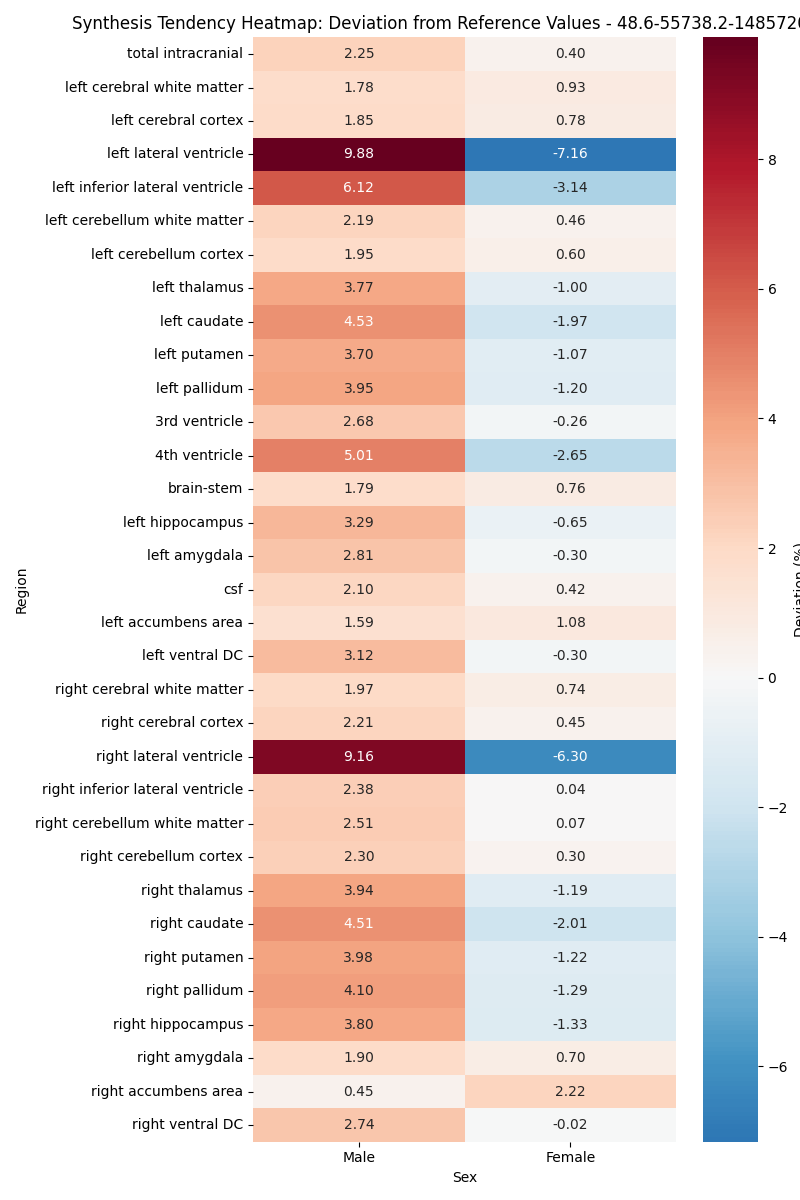 Synthesis Tendency Heatmap: Deviation from Reference Values - 48.6-55738.2-1485726
total intracranial 2.25 0.40
left cerebral white matter 1.78 0.93
left cerebral cortex 1.85 0.78
left lateral ventricle 9.88 -7.16
left inferior lateral ventricle 6.12 -3.14
left cerebellum white matter 2.19 0.46
left cerebellum cortex 1.95 0.60
left thalamus 3.77 -1.00
left caudate 4.53 -1.97
left putamen 3.70 -1.07
left pallidum 3.95 -1.20
3rd ventricle 2.68 -0.26
4th ventricle 5.01 -2.65
brain-stem 1.79 0.76
left hippocampus 3.29 -0.65
left amygdala 2.81 -0.30
csf 2.10 0.42
left accumbens area 1.59 1.08
left ventral DC 3.12 -0.30
right cerebral white matter 1.97 0.74
right cerebral cortex 2.21 0.45
right lateral ventricle 9.16 -6.30
right inferior lateral ventricle 2.38 0.04
right cerebellum white matter 2.51 0.07
right cerebellum cortex 2.30 0.30
right thalamus 3.94 -1.19
right caudate 4.51 -2.01
right putamen 3.98 -1.22
right pallidum 4.10 -1.29
right hippocampus 3.80 -1.33
right amygdala 1.90 0.70
right accumbens area 0.45 2.22
right ventral DC 2.74 -0.02
Male Female
Sex
Region
8
6
4
2
0
−2
−4
−6
Deviation (%)